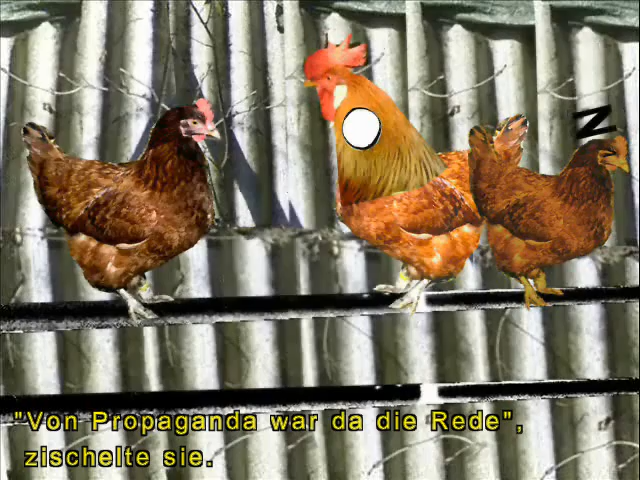 N
"Von Propaganda war da die Rede",
zischelte sie.